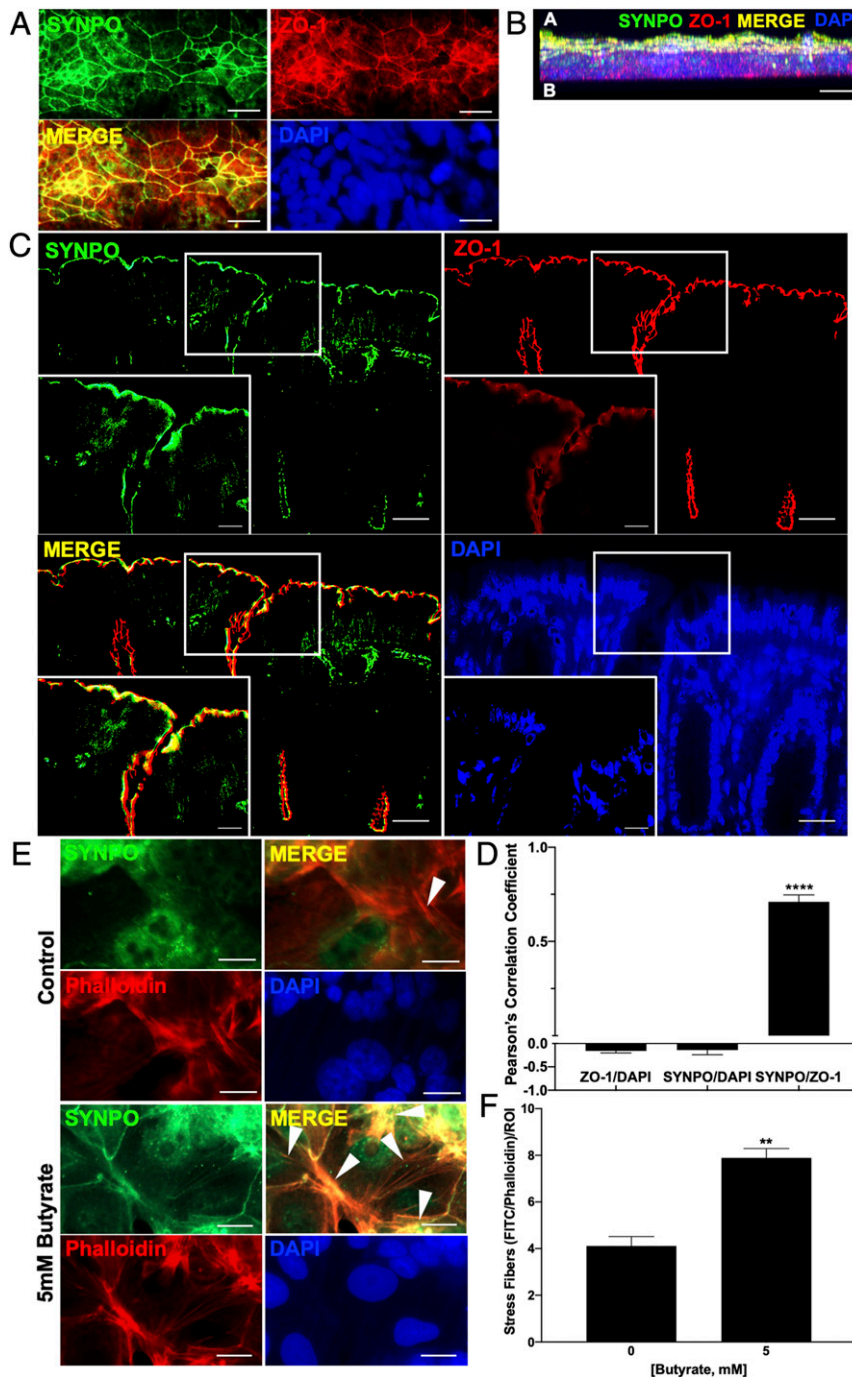 A
SYNPO
ZO-1
MERGE
DAPI
B
A
SYNPO ZO-1 MERGE DAP
B
C
SYNPO
ZO-1
MERGE
DAPI
E
Control
SYNPO
MERGE
Phalloidin
DAPI
5mM Butyrate
SYNPO
MERGE
Phalloidin
DAPI
D
Pearson's Correlation Coefficient
1.0
0.5
0.0
-0.5
-1.0
****
ZO-1/DAPI
SYNPO/DAPI
SYNPO/ZO-1
F
Stress Fibers (FITC/Phalloidin)/ROI
10
8
6
4
2
0
**
0
5
[Butyrate, mM]